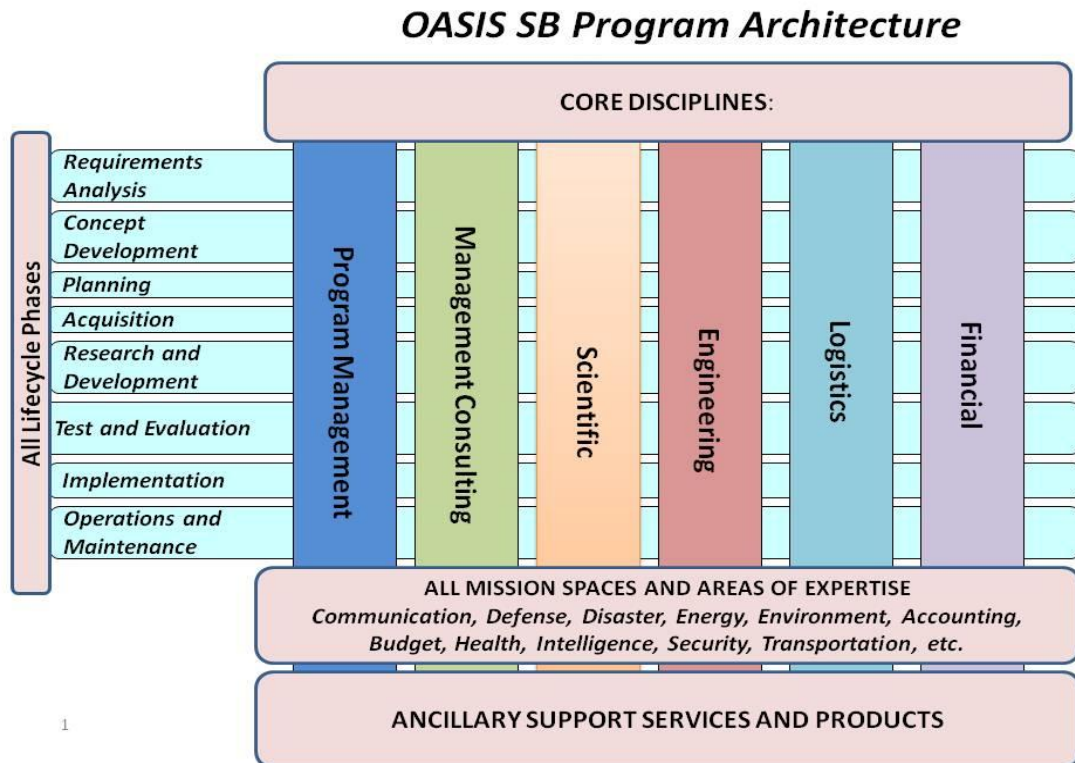 OASIS SB Program Architecture
CORE DISCIPLINES:
All Lifecycle Phases
Requirements
Analysis
Concept
Development
Planning
Acquisition
Research and
Development
Test and Evaluation
Implementation
Operations and
Maintenance
Program Management
Management Consulting
Scientific
Engineering
Logistics
Financial
ALL MISSION SPACES AND AREAS OF EXPERTISE
Communication, Defense, Disaster, Energy, Environment, Accounting,
Budget, Health, Intelligence, Security, Transportation, etc.
ANCILLARY SUPPORT SERVICES AND PRODUCTS
1